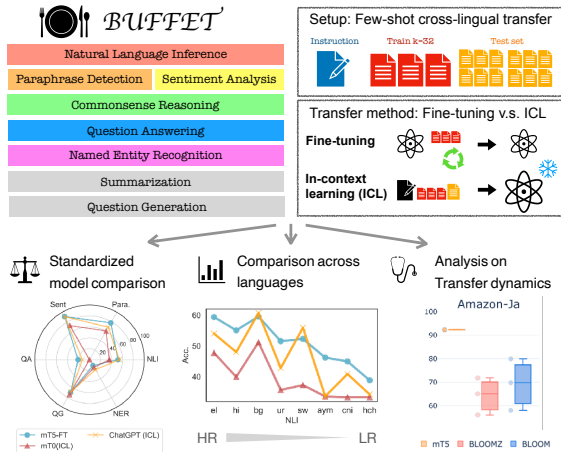 BUFFET
Natural Language Inference
Paraphrase Detection
Sentiment Analysis
Commonsense Reasoning
Question Answering
Named Entity Recognition
Summarization
Question Generation
Setup: Few-shot cross-lingual transfer
Instruction
Train k=32
Test set
Transfer method: Fine-tuning v.s. ICL
Fine-tuning
In-context
learning (ICL)
Standardized
model comparison
Sent
Para.
100
80
60
40
20
QA
NLI
QG
NER
mT5-FT
ChatGPT (ICL)
mT0(ICL)
Comparison across
languages
60
50
40
Acc.
el hi bg ur sw aym cni hch
NLI
HR
LR
Analysis on
Transfer dynamics
Amazon-Ja
100
90
80
70
60
mT5
BLOOMZ
BLOOM